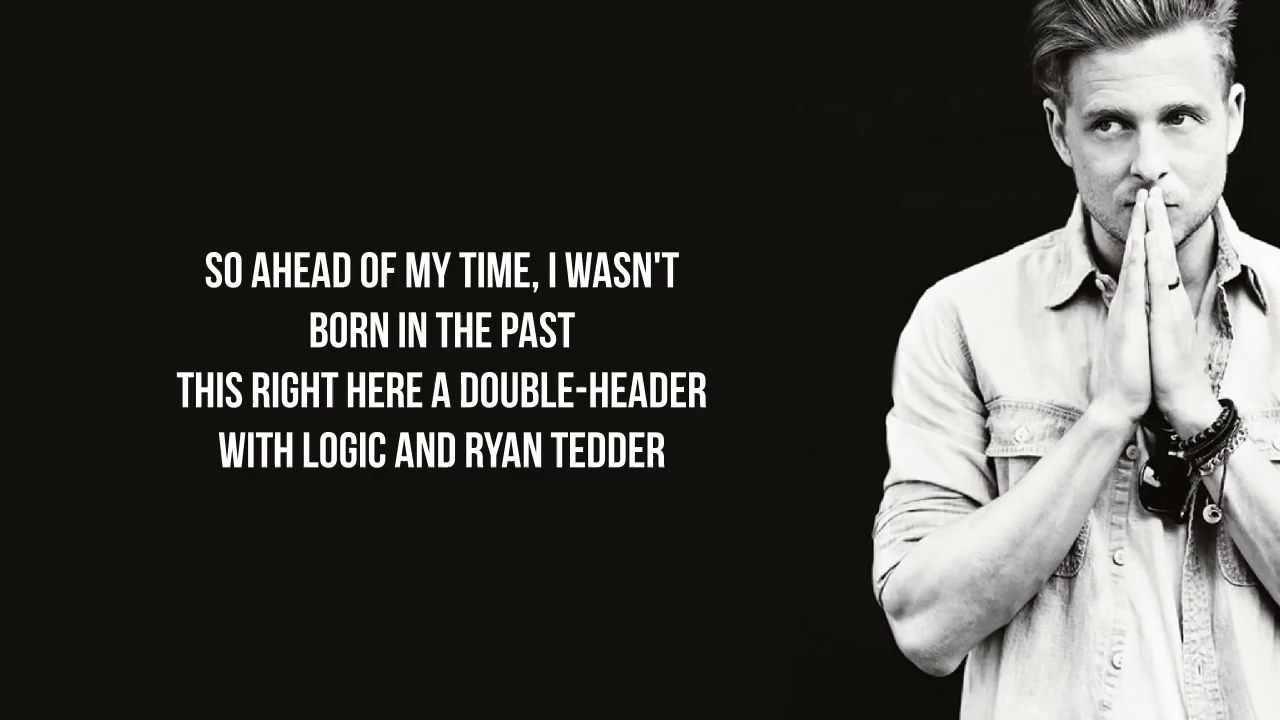 SO AHEAD OF MY TIME, I WASN'T
BORN IN THE PAST
THIS RIGHT HERE A DOUBLE-HEADER
WITH LOGIC AND RYAN TEDDER